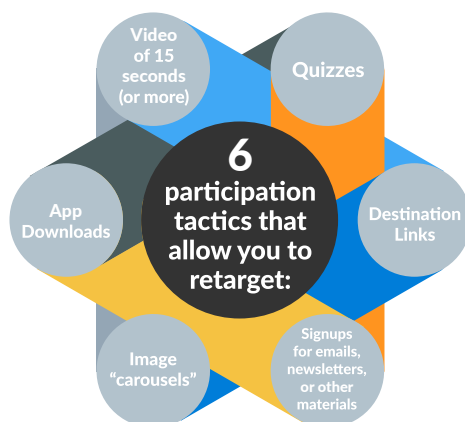 Video
of 15
seconds
(or more)
Quizzes
6
participation
tactics that
allow you to
retarget:
App
Downloads
Destination
Links
Image
“carousels”
Signups
for emails,
newsletters,
or other
materials